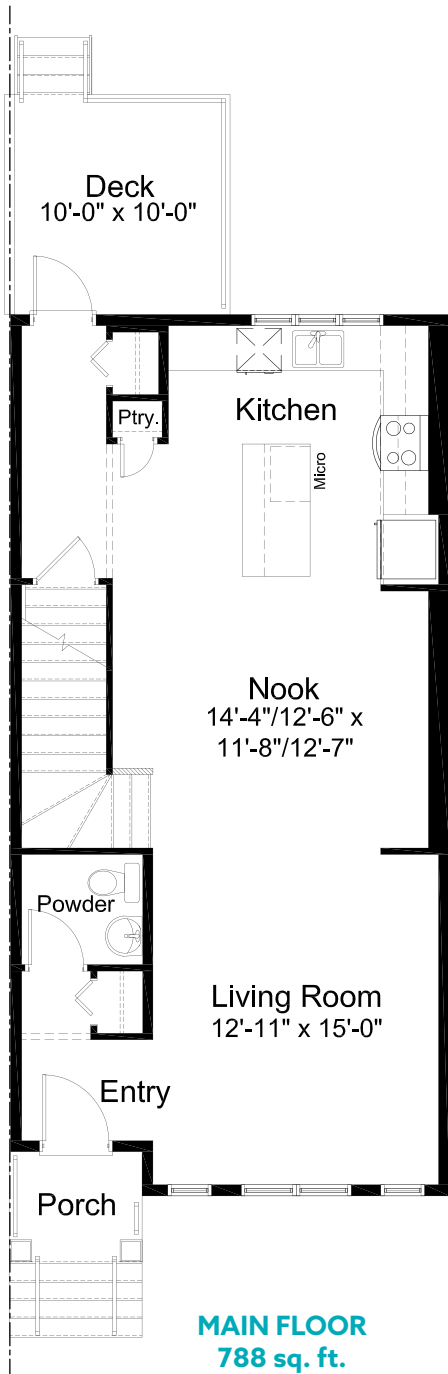 Deck
10'-0" x 10'-0"
Ptry.
Kitchen
Micro
Nook
14'-4"/12'-6" x
11'-8"/12'-7"
Powder
Living Room
12'-11" x 15'-0"
Entry
Porch
MAIN FLOOR
788 sq. ft.